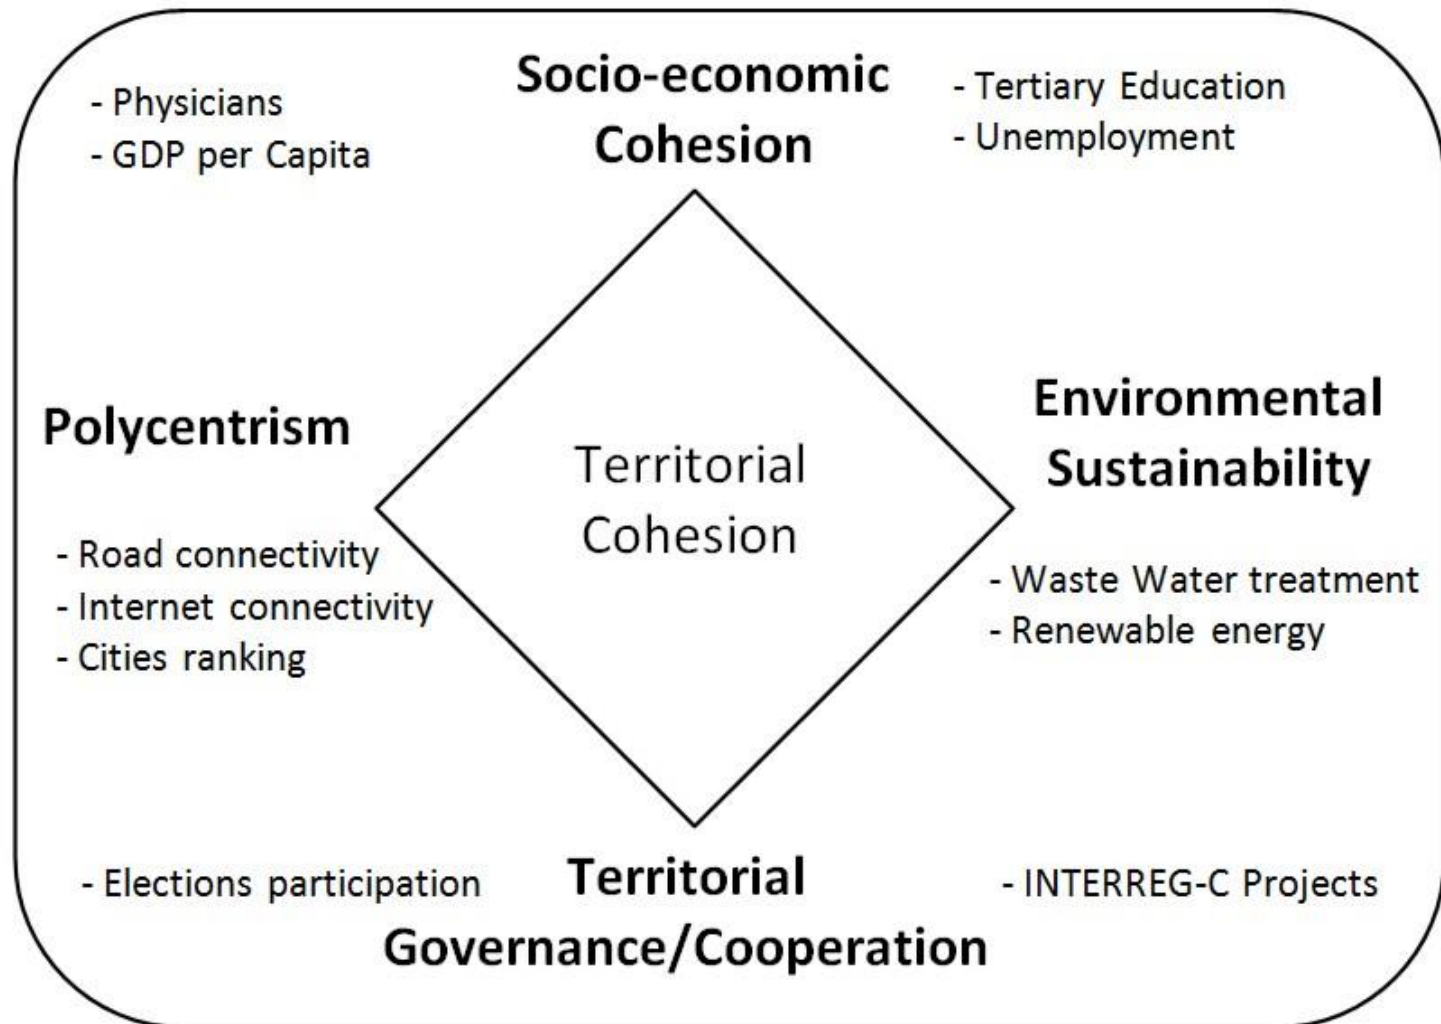 Socio-economic
Cohesion
- Physicians
- GDP per Capita
- Tertiary Education
- Unemployment
Polycentrism
- Road connectivity
- Internet connectivity
- Cities ranking
Territorial
Cohesion
Environmental
Sustainability
- Waste Water treatment
- Renewable energy
- Elections participation
Territorial
Governance/Cooperation
- INTERREG-C Projects